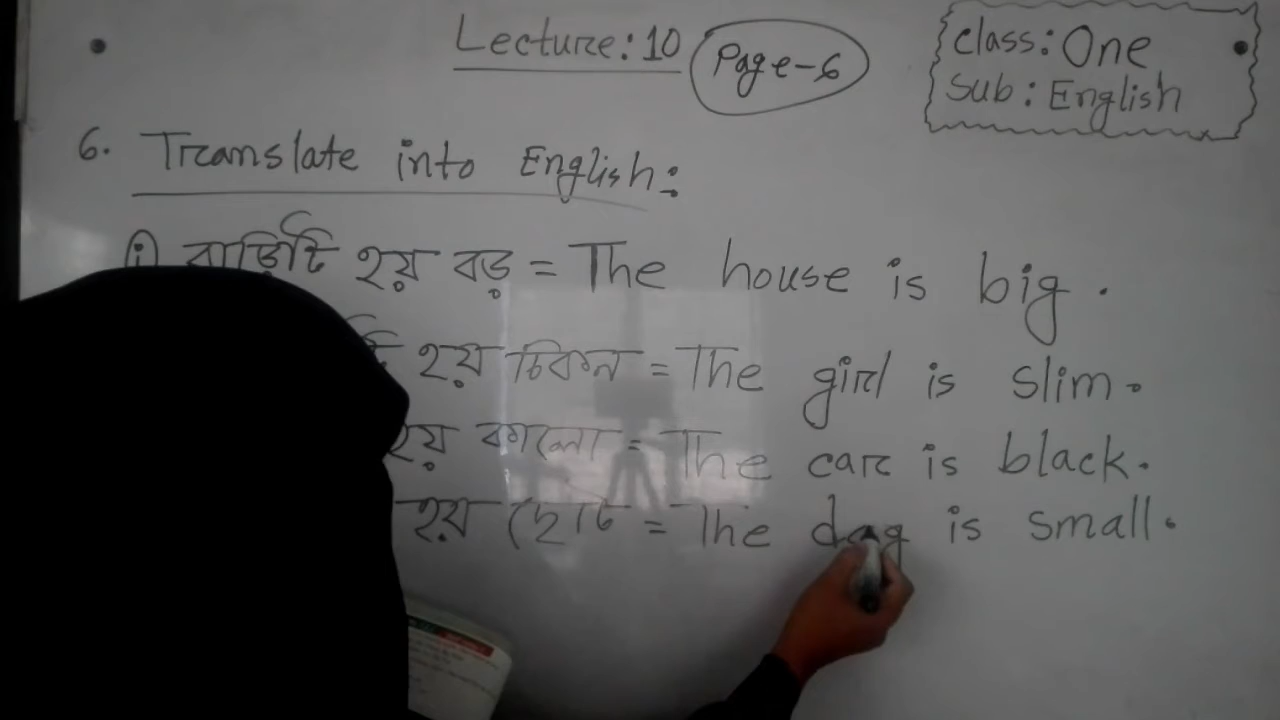 Lecture: 10 Page-6
class: One
Sub: English
6. Translate into English:
i) বাড়িটি হয় বড় = The house is big.
টি হয় চিকন = The girl is slim.
হয় কালো = The car is black.
হয় ছোট = The dog is small.